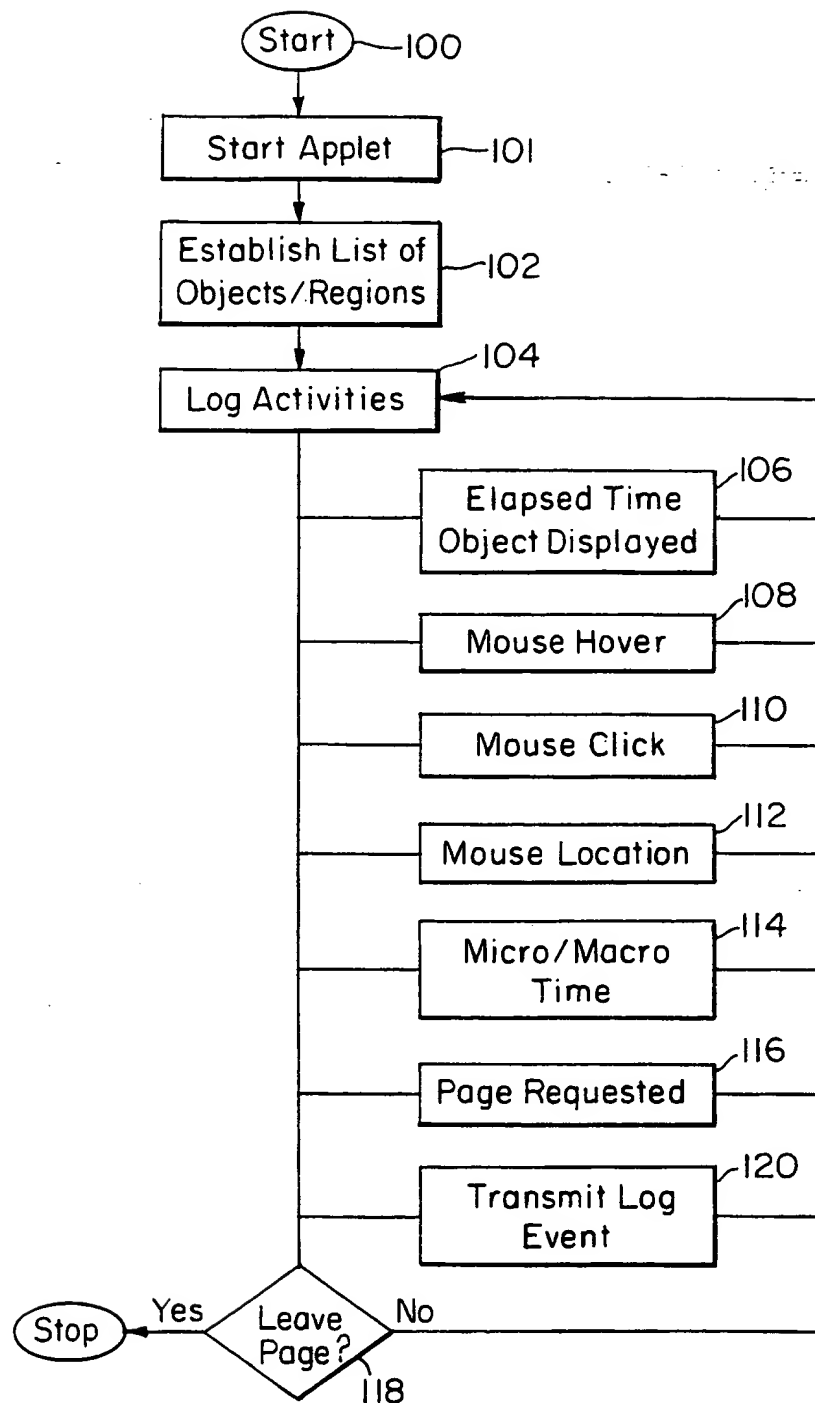 Start
100
Start Applet
101
Establish List of
Objects/Regions
102
104
Log Activities
106
Elapsed Time
Object Displayed
108
Mouse Hover
110
Mouse Click
112
Mouse Location
114
Micro/Macro
Time
116
Page Requested
120
Transmit Log
Event
Yes
No
Stop
Leave
Page?
118